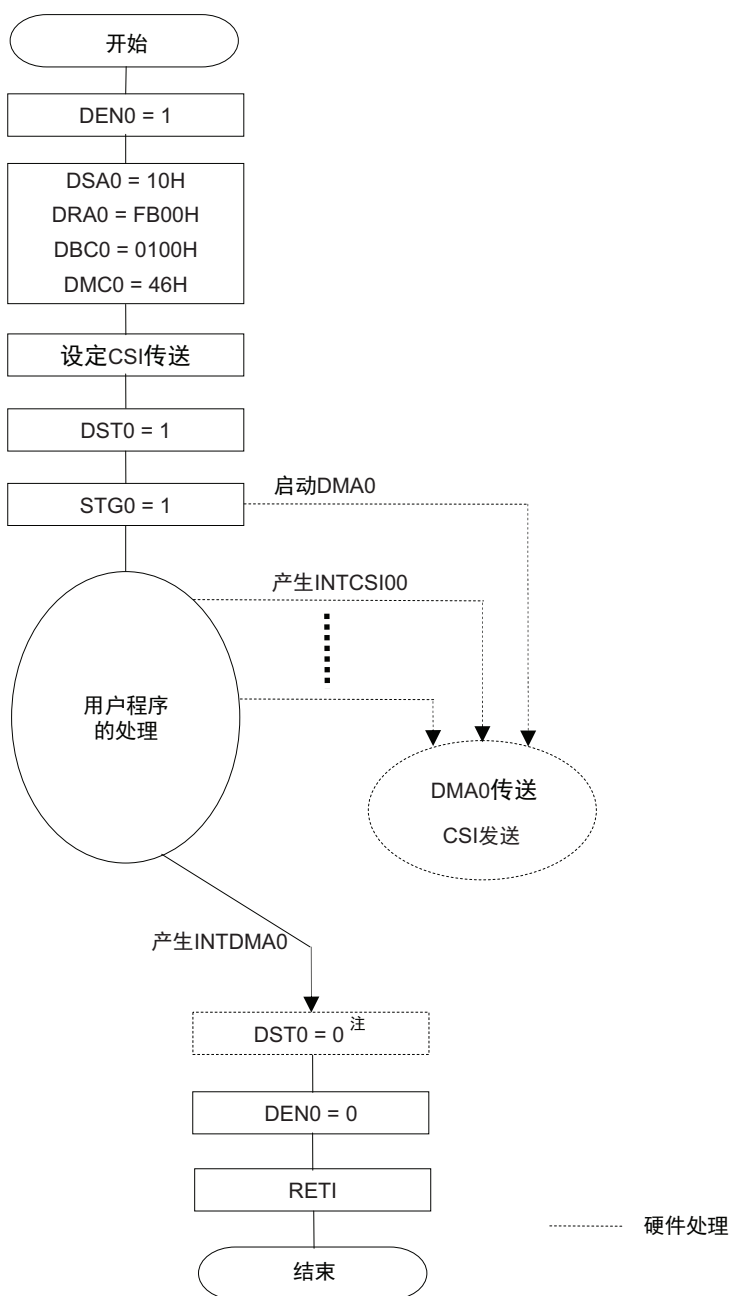 开始
DEN0 = 1
DSA0 = 10H
DRA0 = FB00H
DBC0 = 0100H
DMC0 = 46H
设定CSI传送
DST0 = 1
STG0 = 1
启动DMA0
产生INTCSI00
用户程序
的处理
DMA0传送
CSI发送
产生INTDMA0
DST0 = 0 注
DEN0 = 0
RETI
硬件处理
结束